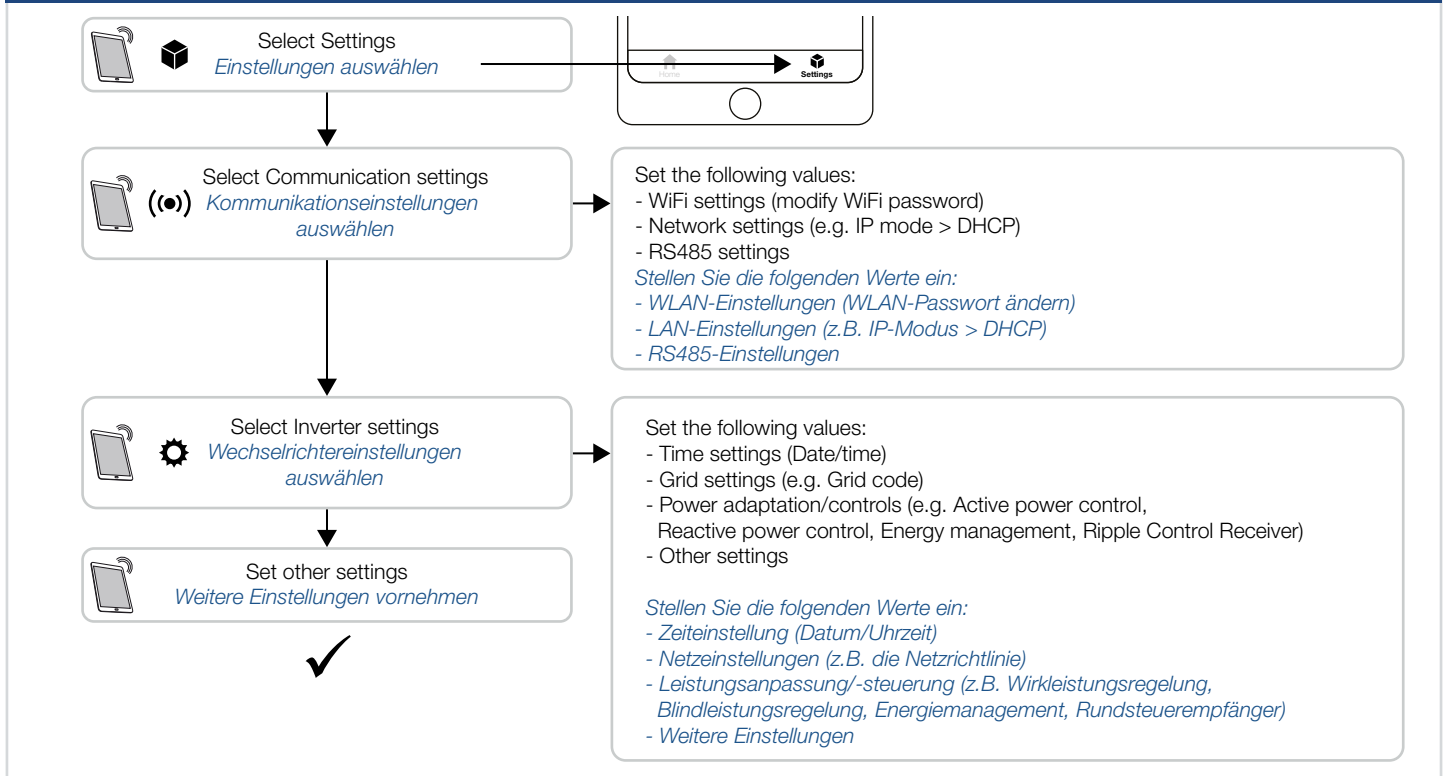 Select Settings
Einstellungen auswählen
Home
Settings
Select Communication settings
Kommunikationseinstellungen
auswählen
Set the following values:
- WiFi settings (modify WiFi password)
- Network settings (e.g. IP mode > DHCP)
- RS485 settings
Stellen Sie die folgenden Werte ein:
- WLAN-Einstellungen (WLAN-Passwort ändern)
- LAN-Einstellungen (z.B. IP-Modus > DHCP)
- RS485-Einstellungen
Select Inverter settings
Wechselrichtereinstellungen
auswählen
Set the following values:
- Time settings (Date/time)
- Grid settings (e.g. Grid code)
- Power adaptation/controls (e.g. Active power control,
Reactive power control, Energy management, Ripple Control Receiver)
- Other settings
Stellen Sie die folgenden Werte ein:
- Zeiteinstellung (Datum/Uhrzeit)
- Netzeinstellungen (z.B. die Netzrichtlinie)
- Leistungsanpassung/-steuerung (z.B. Wirkleistungsregelung,
Blindleistungsregelung, Energiemanagement, Rundsteuerempfänger)
- Weitere Einstellungen
Set other settings
Weitere Einstellungen vornehmen